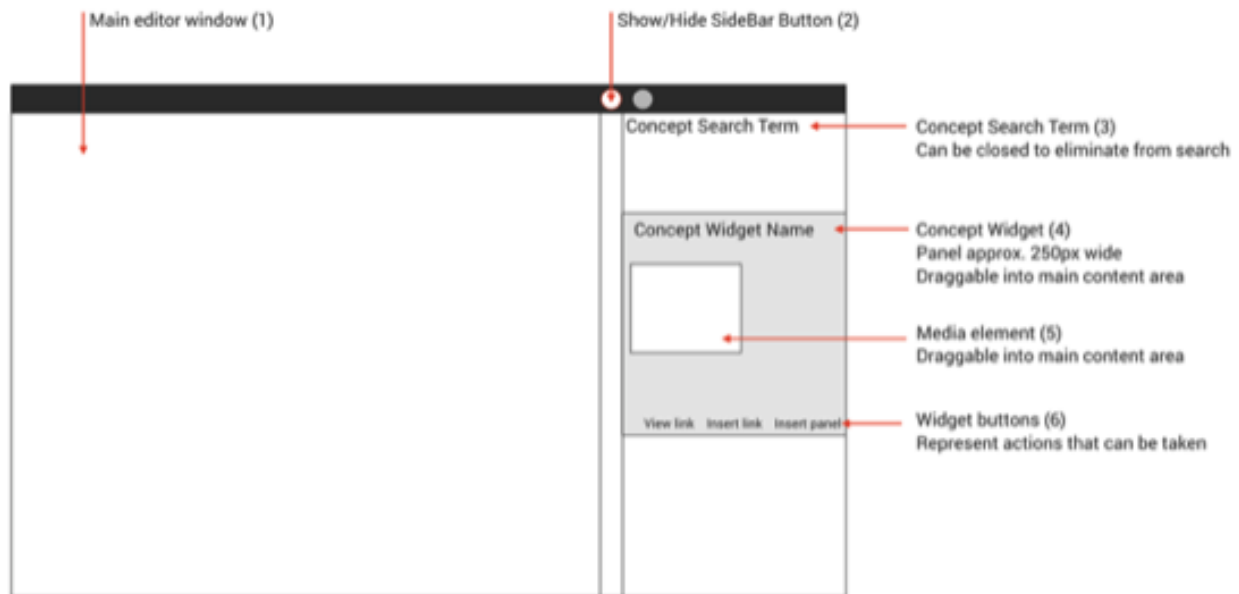 Main editor window (1)
Show/Hide SideBar Button (2)
Concept Search Term
Concept Search Term (3)
Can be closed to eliminate from search
Concept Widget Name
Concept Widget (4)
Panel approx. 250px wide
Draggable into main content area
Media element (5)
Draggable into main content area
View link Insert link Insert panel
Widget buttons (6)
Represent actions that can be taken